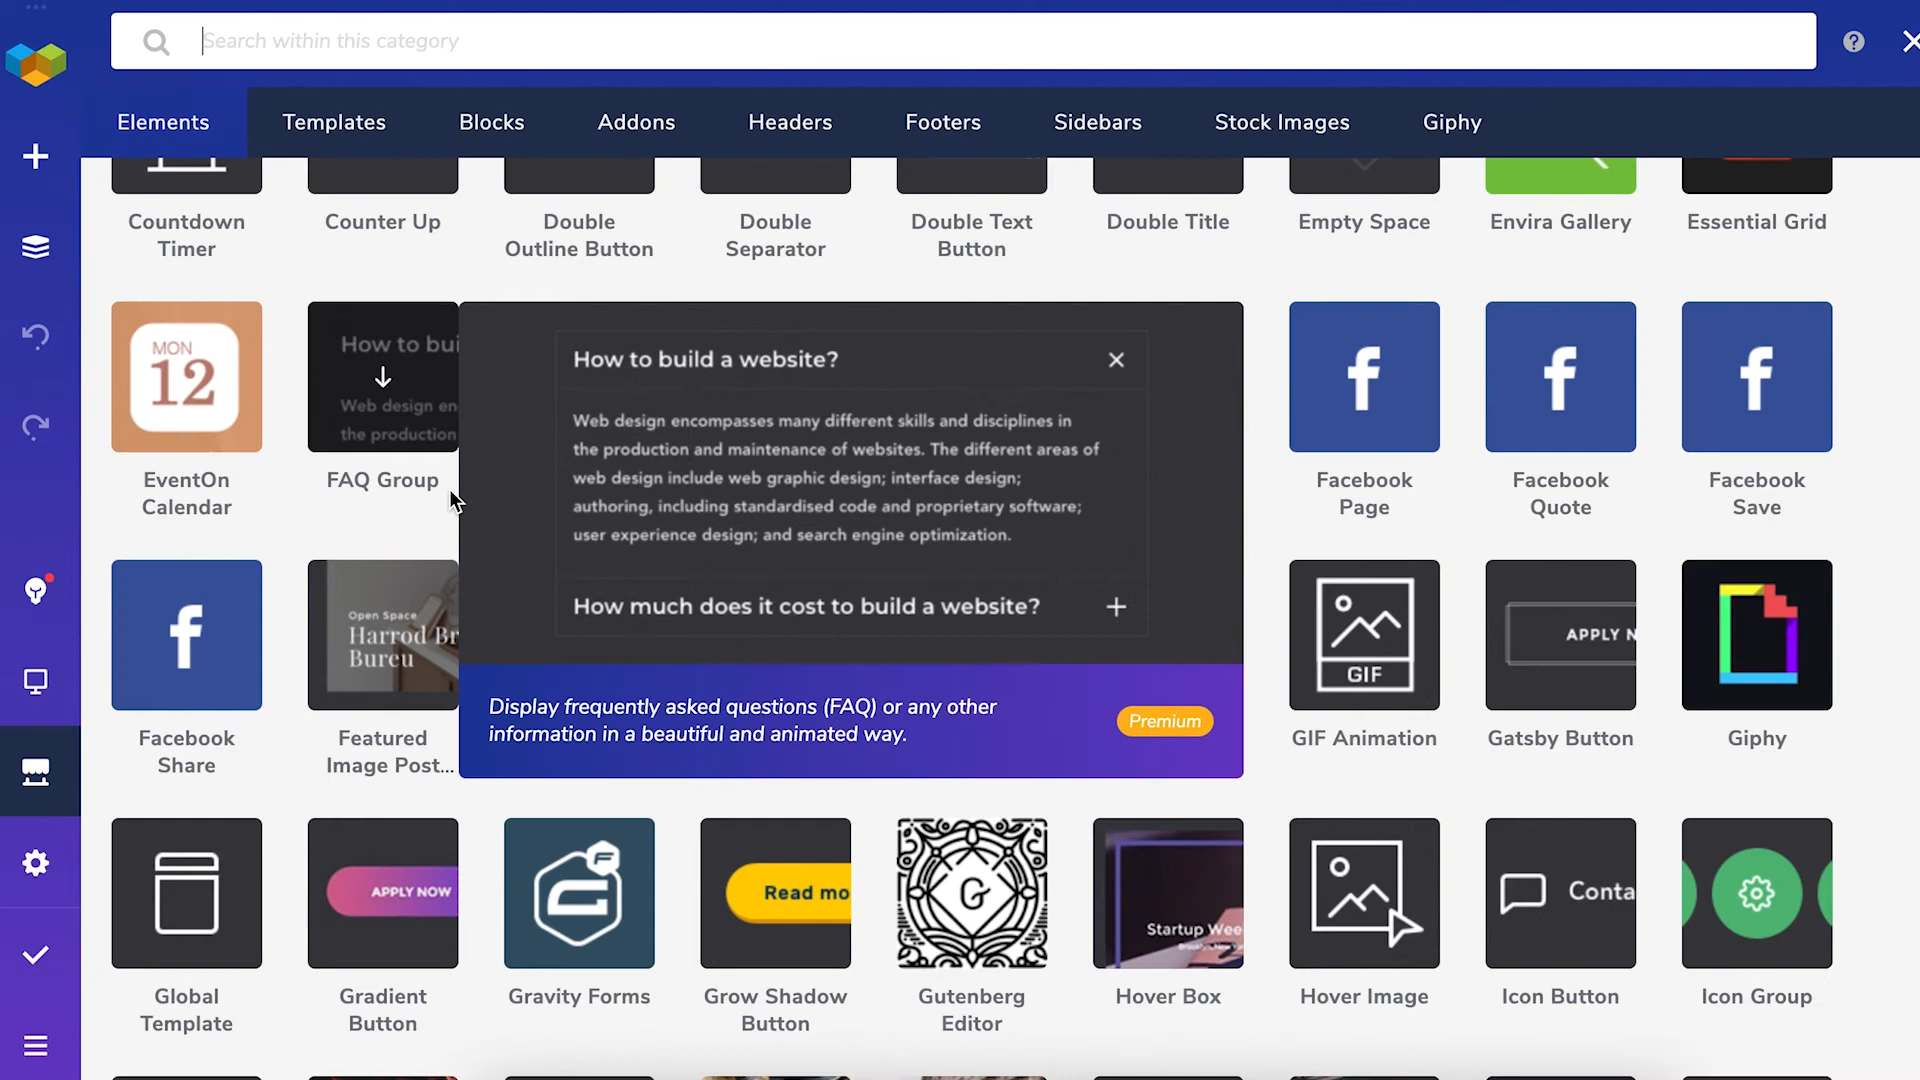 Search within this category
Elements
Templates
Blocks
Addons
Headers
Footers
Sidebars
Stock Images
Giphy
Countdown
Timer
Counter Up
Double
Outline Button
Double
Separator
Double Text
Button
Double Title
Empty Space
Envira Gallery
Essential Grid
MON
12
EventOn
Calendar
How to bui
Web design en
the production
FAQ Group
How to build a website?
Web design encompasses many different skills and disciplines in
the production and maintenance of websites. The different areas of
web design include web graphic design; interface design;
authoring, including standardised code and proprietary software;
user experience design; and search engine optimization.
How much does it cost to build a website?
Display frequently asked questions (FAQ) or any other
information in a beautiful and animated way.
Premium
Facebook
Page
Facebook
Quote
Facebook
Save
Facebook
Share
Open Space
Harrod Br
Bureu
Featured
Image Post...
GIF
GIF Animation
APPLY N
Gatsby Button
Giphy
Global
Template
APPLY NOW
Gradient
Button
Gravity Forms
Read mo
Grow Shadow
Button
G
Gutenberg
Editor
Startup Wee
Hover Box
Hover Image
Conta
Icon Button
Icon Group